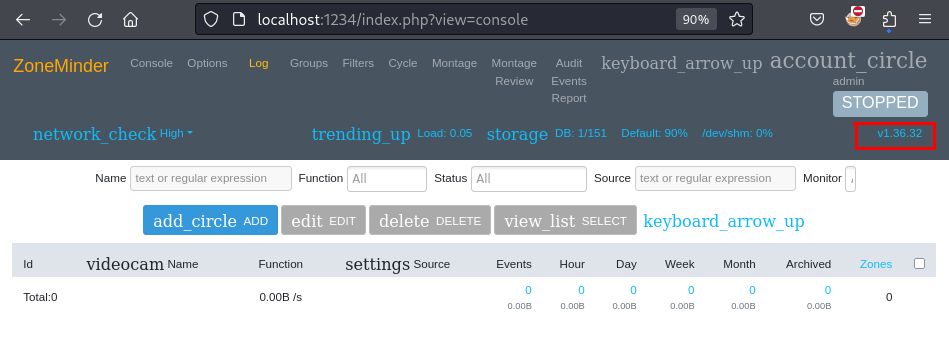 localhost:1234/index.php?view=console 90%
ZoneMinder Console Options Log Groups Filters Cycle Montage Montage Review Audit Events Report keyboard_arrow_up account_circle
admin
STOPPED
network_check High trending_up Load: 0.05 storage DB: 1/151 Default: 90% /dev/shm: 0% v1.36.32
Name text or regular expression Function All Status All Source text or regular expression Monitor
add_circle ADD edit EDIT delete DELETE view_list SELECT keyboard_arrow_up
Id videocam Name Function settings Source Events Hour Day Week Month Archived Zones
Total:0 0.00B /s 0 0 0 0 0 0 0
0.00B 0.00B 0.00B 0.00B 0.00B 0.00B